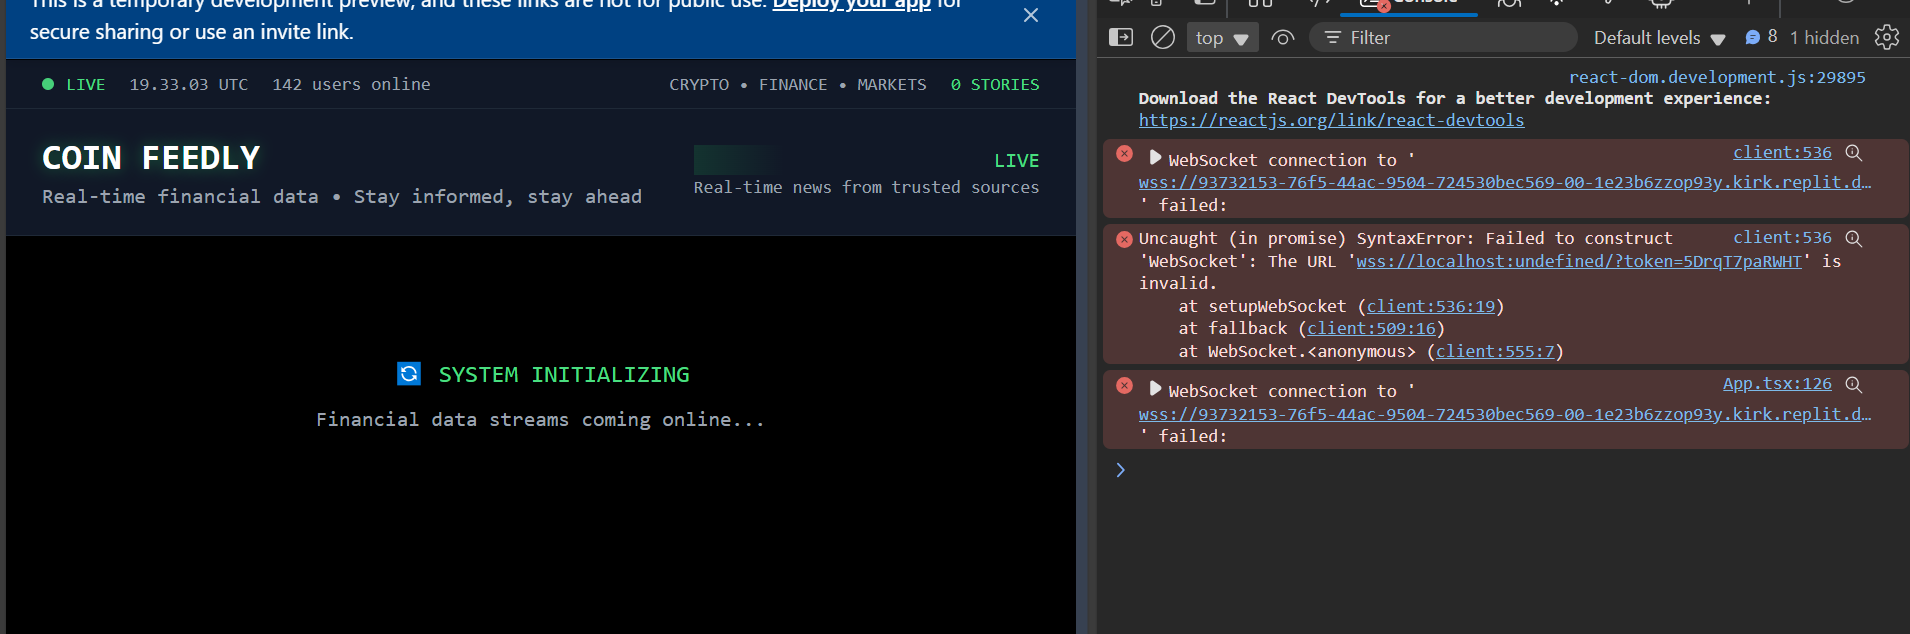 This is a temporary development preview, and these links are not for public use. Deploy your app for
secure sharing or use an invite link.
LIVE 19.33.03 UTC 142 users online CRYPTO • FINANCE • MARKETS 0 STORIES
COIN FEEDLY
Real-time financial data • Stay informed, stay ahead
LIVE
Real-time news from trusted sources
SYSTEM INITIALIZING
Financial data streams coming online...
Console
top Filter Default levels 8 1 hidden
react-dom.development.js:29895
Download the React DevTools for a better development experience:
https://reactjs.org/link/react-devtools
WebSocket connection to ' client:536
wss://93732153-76f5-44ac-9504-724530bec569-00-1e23b6zzop93y.kirk.replit.d…
' failed:
Uncaught (in promise) SyntaxError: Failed to construct client:536
'WebSocket': The URL 'wss://localhost:undefined/?token=5DrqT7paRWHT' is
invalid.
at setupWebSocket (client:536:19)
at fallback (client:509:16)
at WebSocket.<anonymous> (client:555:7)
WebSocket connection to ' App.tsx:126
wss://93732153-76f5-44ac-9504-724530bec569-00-1e23b6zzop93y.kirk.replit.d…
' failed: